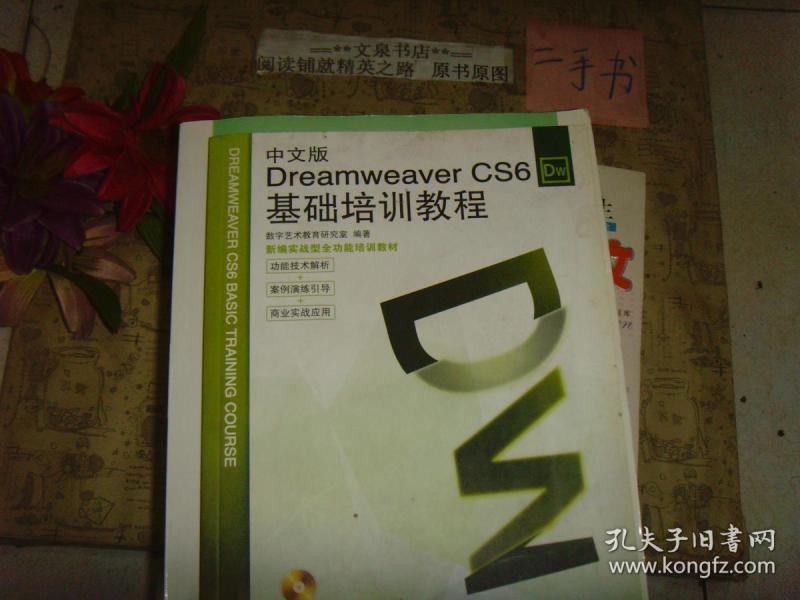 ==**文泉书店**==
阅读铺就精英之路 原书原图
二手书
中文版
Dreamweaver CS6
Dw
基础培训教程
数字艺术教育研究室 编著
新编实战型全功能培训教材
功能技术解析
+
案例演练引导
+
商业实战应用
DREAMWEAVER CS6 BASIC TRAINING COURSE
DW
孔夫子旧书网
www.kongfz.com